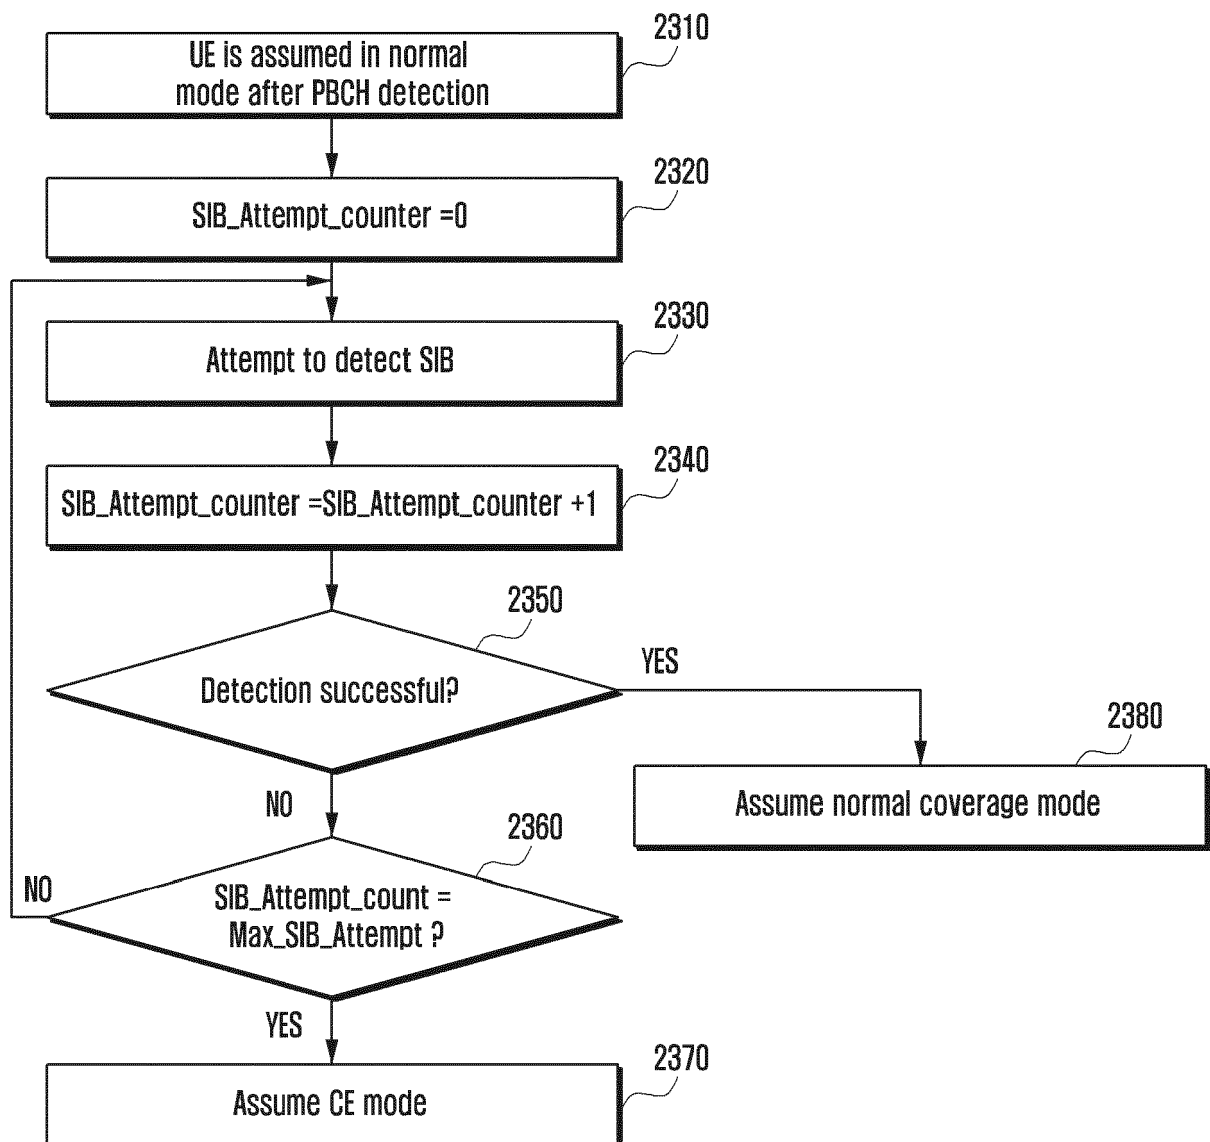 2310
UE is assumed in normal
mode after PBCH detection
2320
SIB_Attempt_counter =0
2330
Attempt to detect SIB
2340
SIB_Attempt_counter =SIB_Attempt_counter +1
2350
Detection successful?
YES
2380
Assume normal coverage mode
NO
2360
SIB_Attempt_count =
Max_SIB_Attempt ?
NO
YES
2370
Assume CE mode